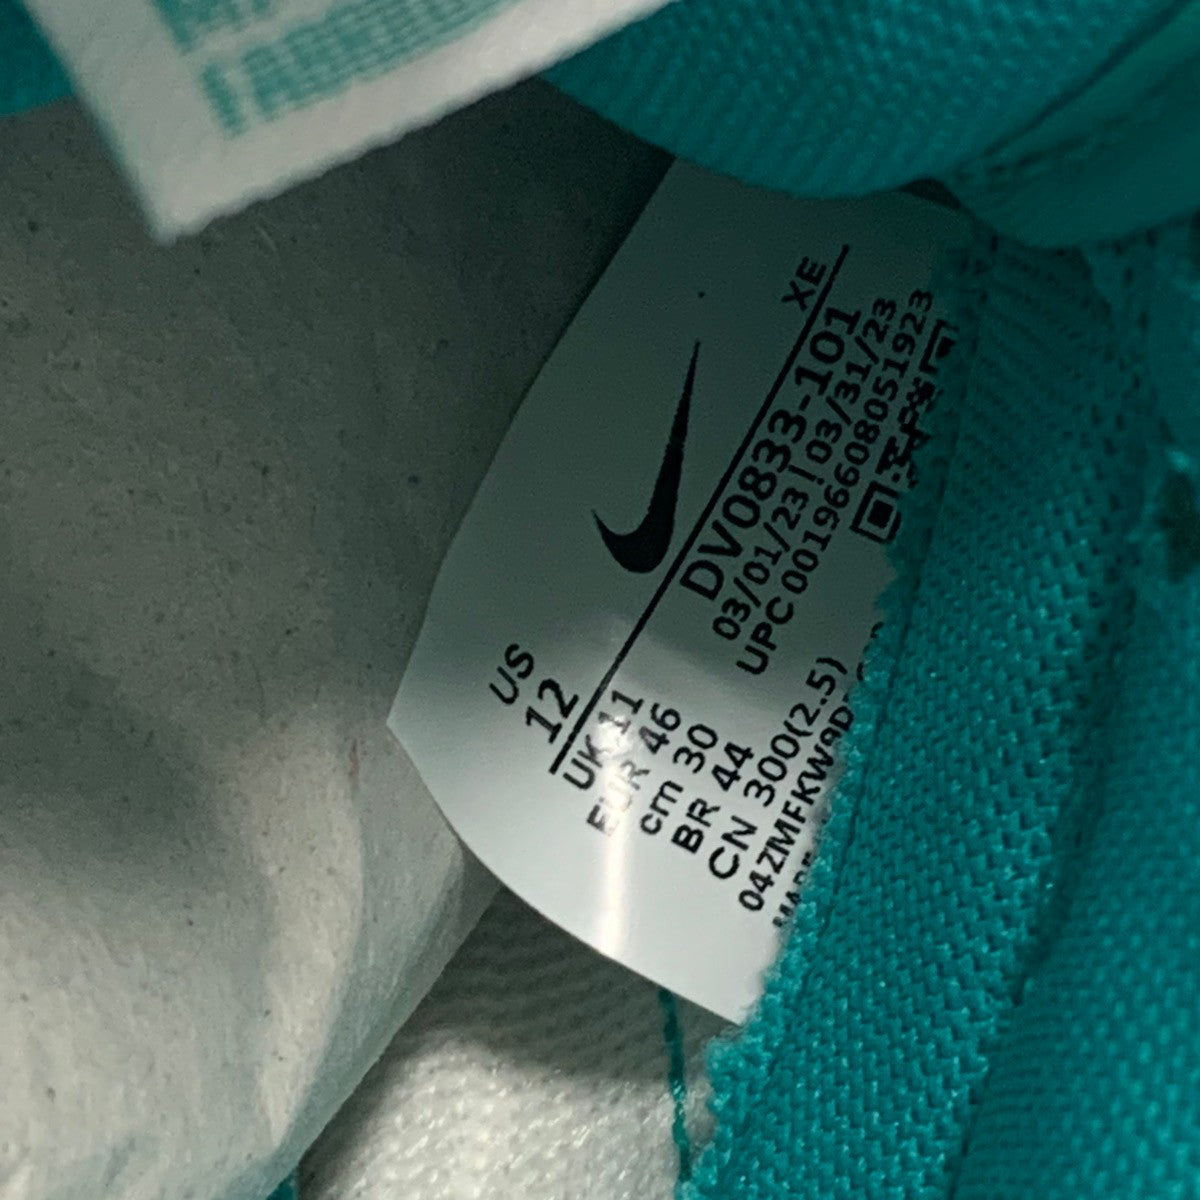 XE
US
12
DV0833-101
03/01/23 | 03/31/23
UPC 00196608051923
UK 11
EUR 46
cm 30
BR 44
CN 300(2.5)
04ZMFKW9D